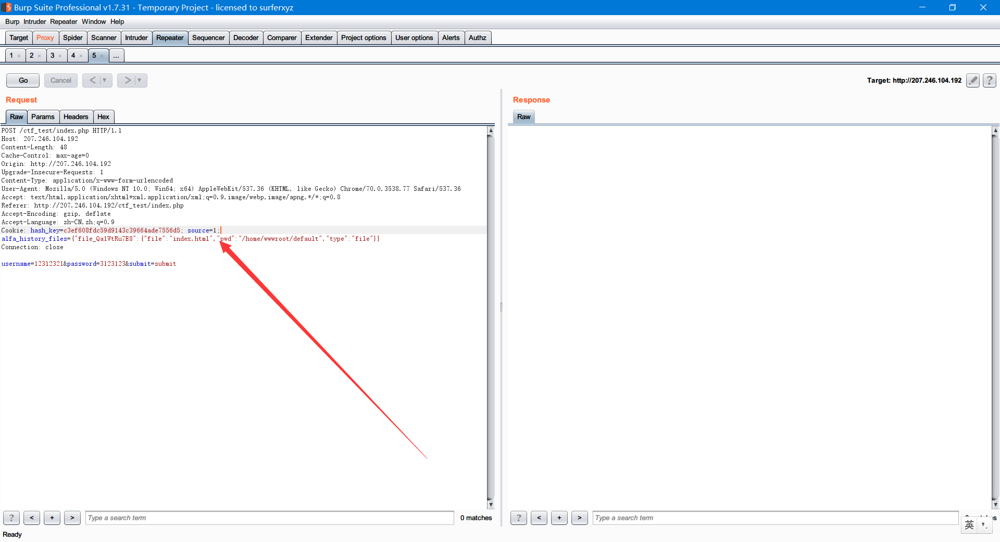 Burp Suite Professional v1.7.31 - Temporary Project - licensed to surferxyz
Burp Intruder Repeater Window Help
Target Proxy Spider Scanner Intruder Repeater Sequencer Decoder Comparer Extender Project options User options Alerts Authz
1 × 2 × 3 × 4 × 5 × ...
Go Cancel < ▼ > ▼ Target: http://207.246.104.192 ?
Request
Raw Params Headers Hex
POST /ctf_test/index.php HTTP/1.1
Host: 207.246.104.192
Content-Length: 48
Cache-Control: max-age=0
Origin: http://207.246.104.192
Upgrade-Insecure-Requests: 1
Content-Type: application/x-www-form-urlencoded
User-Agent: Mozilla/5.0 (Windows NT 10.0; Win64; x64) AppleWebKit/537.36 (KHTML, like Gecko) Chrome/70.0.3538.77 Safari/537.36
Accept: text/html,application/xhtml+xml,application/xml;q=0.9,image/webp,image/apng,*/*;q=0.8
Referer: http://207.246.104.192/ctf_test/index.php
Accept-Encoding: gzip, deflate
Accept-Language: zh-CN,zh;q=0.9
Cookie: hash_key=c3ef608fdc59d9143c39664ade7556d5; source=1;
alfa_history_files={"file_Qa1WtRu7E8":{"file":"index.html","pwd":"/home/wwwroot/default","type":"file"}}
Connection: close
username=12312321&password=3123123&submit=submit
? < + > Type a search term 0 matches
Response
Raw
? < + > Type a search term
英
Ready